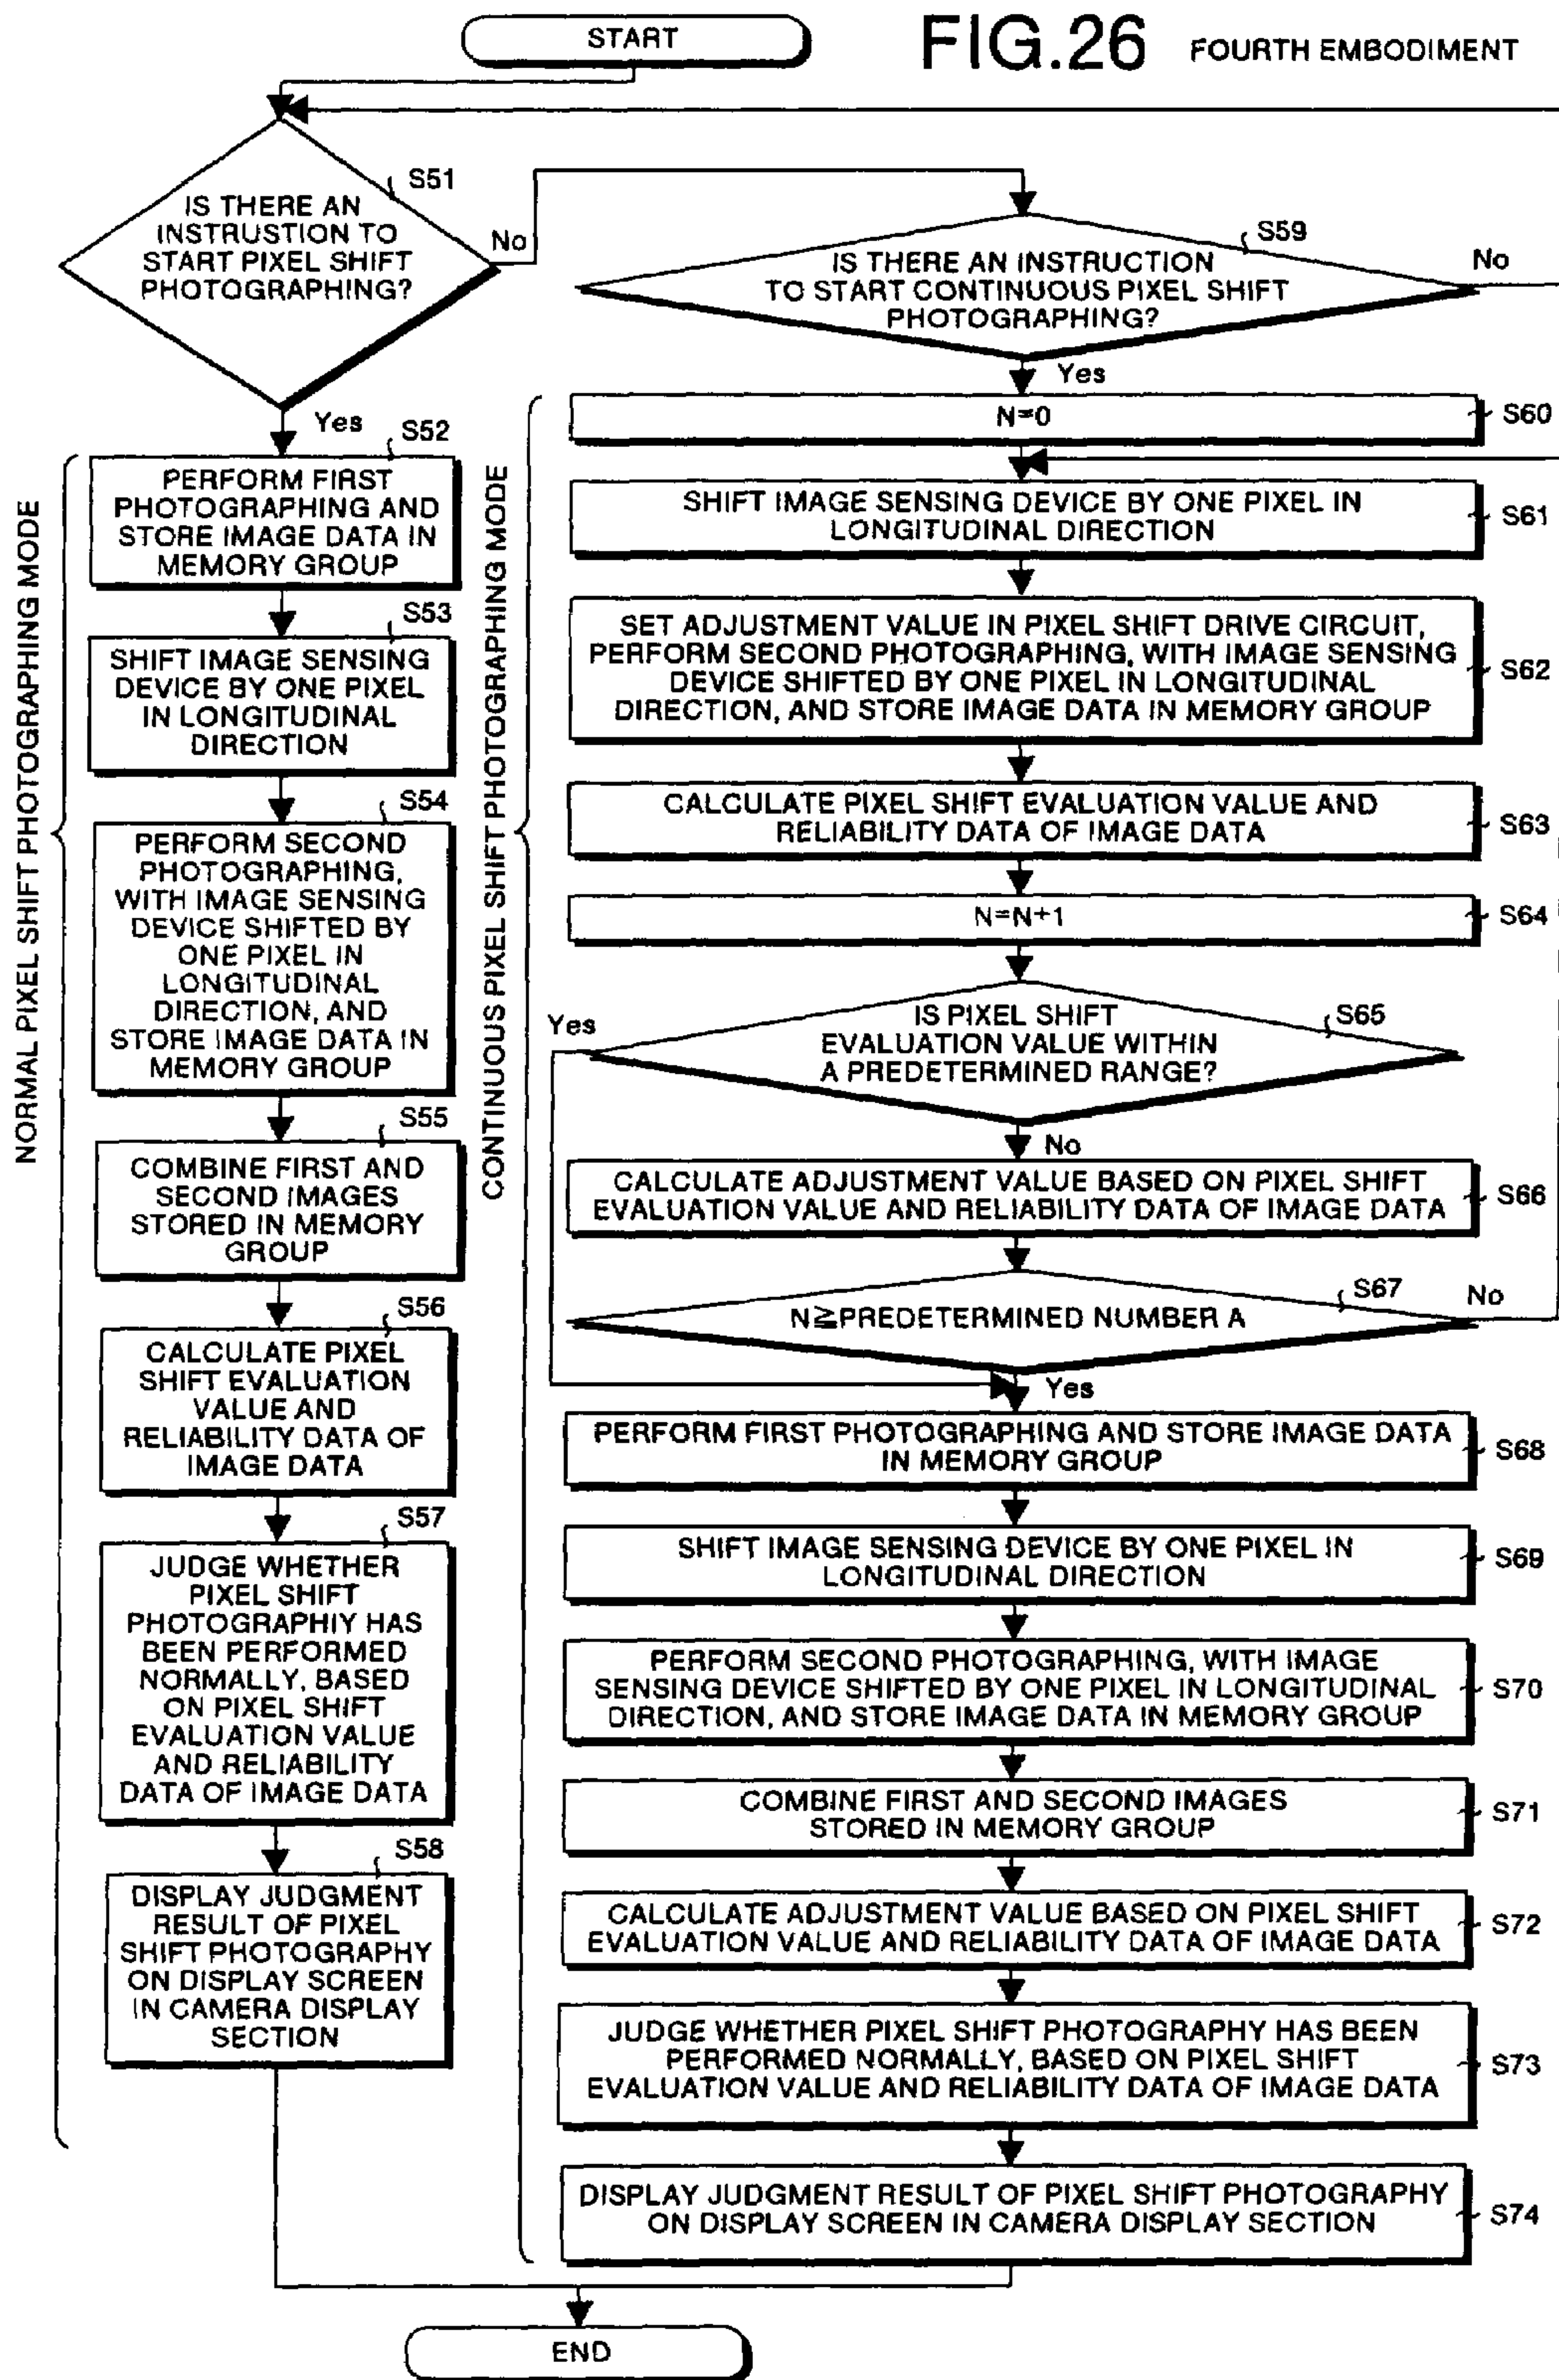 START
FIG.26 FOURTH EMBODIMENT
S51
IS THERE AN
INSTRUSTION TO
START PIXEL SHIFT
PHOTOGRAPHING?
No
Yes
NORMAL PIXEL SHIFT PHOTOGRAPHING MODE
S52
PERFORM FIRST
PHOTOGRAPHING AND
STORE IMAGE DATA IN
MEMORY GROUP
S53
SHIFT IMAGE SENSING
DEVICE BY ONE PIXEL
IN LONGITUDINAL
DIRECTION
S54
PERFORM SECOND
PHOTOGRAPHING,
WITH IMAGE SENSING
DEVICE SHIFTED BY
ONE PIXEL IN
LONGITUDINAL
DIRECTION, AND
STORE IMAGE DATA IN
MEMORY GROUP
S55
COMBINE FIRST AND
SECOND IMAGES
STORED IN MEMORY
GROUP
S56
CALCULATE PIXEL
SHIFT EVALUATION
VALUE AND
RELIABILITY DATA OF
IMAGE DATA
S57
JUDGE WHETHER
PIXEL SHIFT
PHOTOGRAPHIY HAS
BEEN PERFORMED
NORMALLY, BASED
ON PIXEL SHIFT
EVALUATION VALUE
AND RELIABILITY
DATA OF IMAGE DATA
S58
DISPLAY JUDGMENT
RESULT OF PIXEL
SHIFT PHOTOGRAPHY
ON DISPLAY SCREEN
IN CAMERA DISPLAY
SECTION
S59
IS THERE AN INSTRUCTION
TO START CONTINUOUS PIXEL SHIFT
PHOTOGRAPHING?
No
Yes
CONTINUOUS PIXEL SHIFT PHOTOGRAPHING MODE
N=0
S60
SHIFT IMAGE SENSING DEVICE BY ONE PIXEL IN
LONGITUDINAL DIRECTION
S61
SET ADJUSTMENT VALUE IN PIXEL SHIFT DRIVE CIRCUIT,
PERFORM SECOND PHOTOGRAPHING, WITH IMAGE SENSING
DEVICE SHIFTED BY ONE PIXEL IN LONGITUDINAL
DIRECTION, AND STORE IMAGE DATA IN MEMORY GROUP
S62
CALCULATE PIXEL SHIFT EVALUATION VALUE AND
RELIABILITY DATA OF IMAGE DATA
S63
N=N+1
S64
IS PIXEL SHIFT
EVALUATION VALUE WITHIN
A PREDETERMINED RANGE?
S65
Yes
No
CALCULATE ADJUSTMENT VALUE BASED ON PIXEL SHIFT
EVALUATION VALUE AND RELIABILITY DATA OF IMAGE DATA
S66
N≧PREDETERMINED NUMBER A
S67
No
Yes
PERFORM FIRST PHOTOGRAPHING AND STORE IMAGE DATA
IN MEMORY GROUP
S68
SHIFT IMAGE SENSING DEVICE BY ONE PIXEL IN
LONGITUDINAL DIRECTION
S69
PERFORM SECOND PHOTOGRAPHING, WITH IMAGE
SENSING DEVICE SHIFTED BY ONE PIXEL IN LONGITUDINAL
DIRECTION, AND STORE IMAGE DATA IN MEMORY GROUP
S70
COMBINE FIRST AND SECOND IMAGES
STORED IN MEMORY GROUP
S71
CALCULATE ADJUSTMENT VALUE BASED ON PIXEL SHIFT
EVALUATION VALUE AND RELIABILITY DATA OF IMAGE DATA
S72
JUDGE WHETHER PIXEL SHIFT PHOTOGRAPHY HAS BEEN
PERFORMED NORMALLY, BASED ON PIXEL SHIFT
EVALUATION VALUE AND RELIABILITY DATA OF IMAGE DATA
S73
DISPLAY JUDGMENT RESULT OF PIXEL SHIFT PHOTOGRAPHY
ON DISPLAY SCREEN IN CAMERA DISPLAY SECTION
S74
END